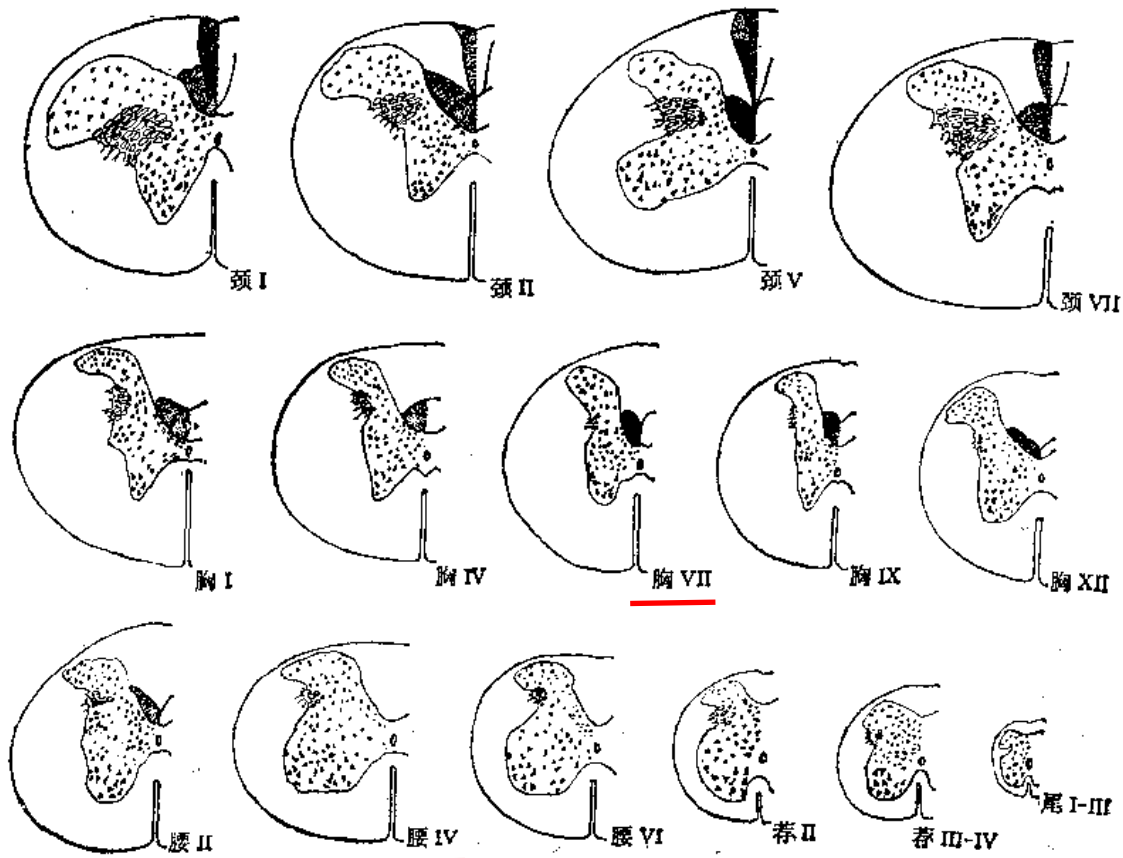 颈 I
颈 II
颈 V
颈 VII
胸 I
胸 IV
胸 VII
胸 IX
胸 XII
腰 II
腰 IV
腰 VI
荐 II
荐 III-IV
尾 I-III